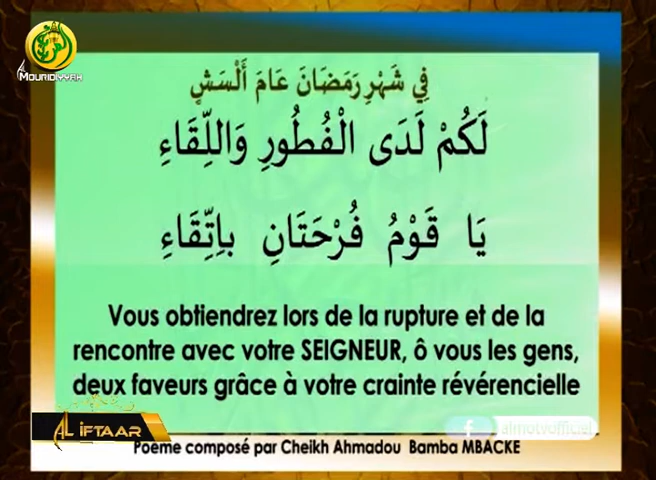 AL MOURIDIYYAH
فِي شَهْرِ رَمَضَانَ عَامَ أَلْسَشٍ
لَكُمْ لَدَى الْفُطُورِ وَاللِّقَاءِ
يَا قَوْمُ فُرْحَتَانِ بِاتِّقَاءِ
Vous obtiendrez lors de la rupture et de la
rencontre avec votre SEIGNEUR, ô vous les gens,
deux faveurs grâce à votre crainte révérencielle
AL IFTAAR
f almotvofficiel
Poème composé par Cheikh Ahmadou Bamba MBACKE